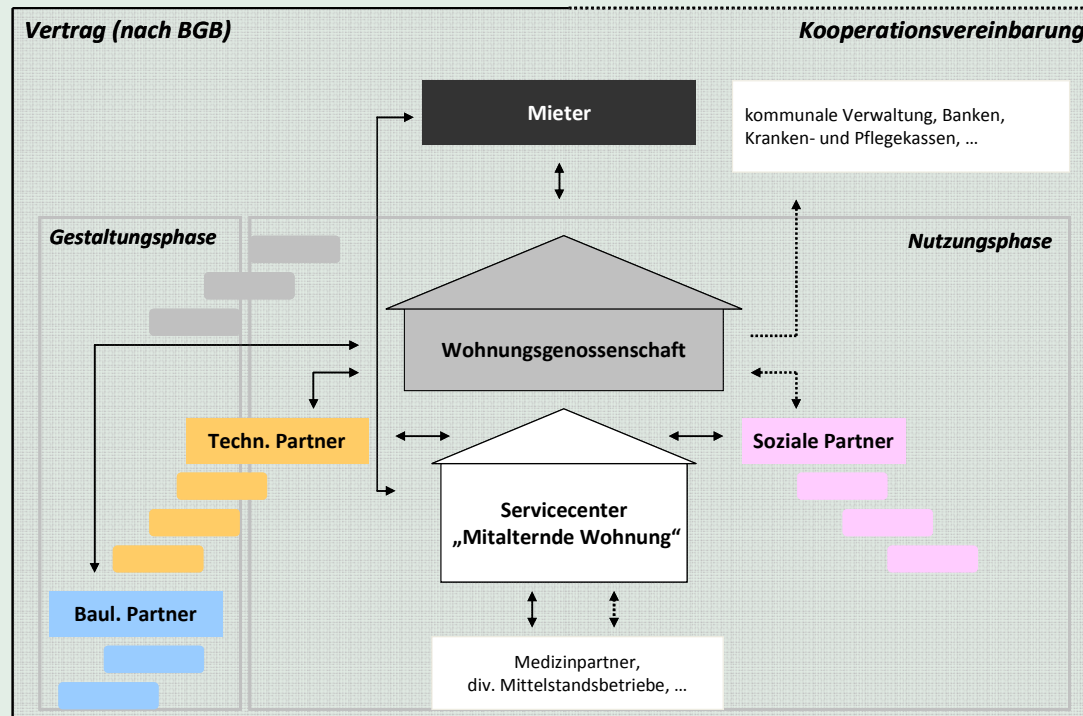 Vertrag (nach BGB)
Kooperationsvereinbarung
Mieter
kommunale Verwaltung, Banken,
Kranken- und Pflegekassen, …
Gestaltungsphase
Nutzungsphase
Wohnungsgenossenschaft
Techn. Partner
Soziale Partner
Servicecenter
„Mitalternde Wohnung“
Baul. Partner
Medizinpartner,
div. Mittelstandsbetriebe, …